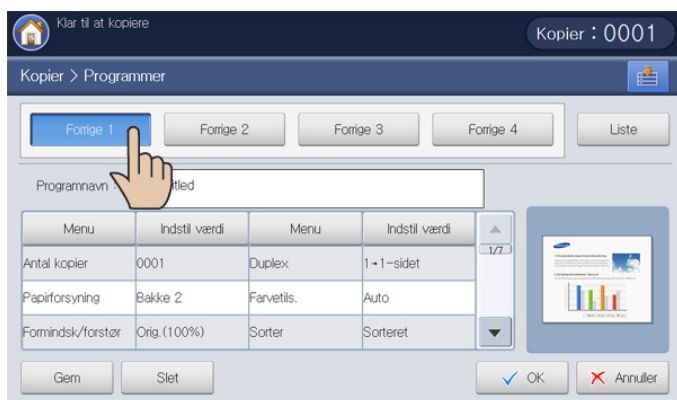 Klar til at kopiere
Kopier : 0001
Kopier > Programmer
Forrige 1 Forrige 2 Forrige 3 Forrige 4 Liste
Programnavn : itled
Menu Indstil værdi Menu Indstil værdi
1/7
Antal kopier 0001 Duplex 1→1-sidet
Papirforsyning Bakke 2 Farvetils. Auto
Formindsk/forstør Orig.(100%) Sorter Sorteret
Gem Slet OK Annuller